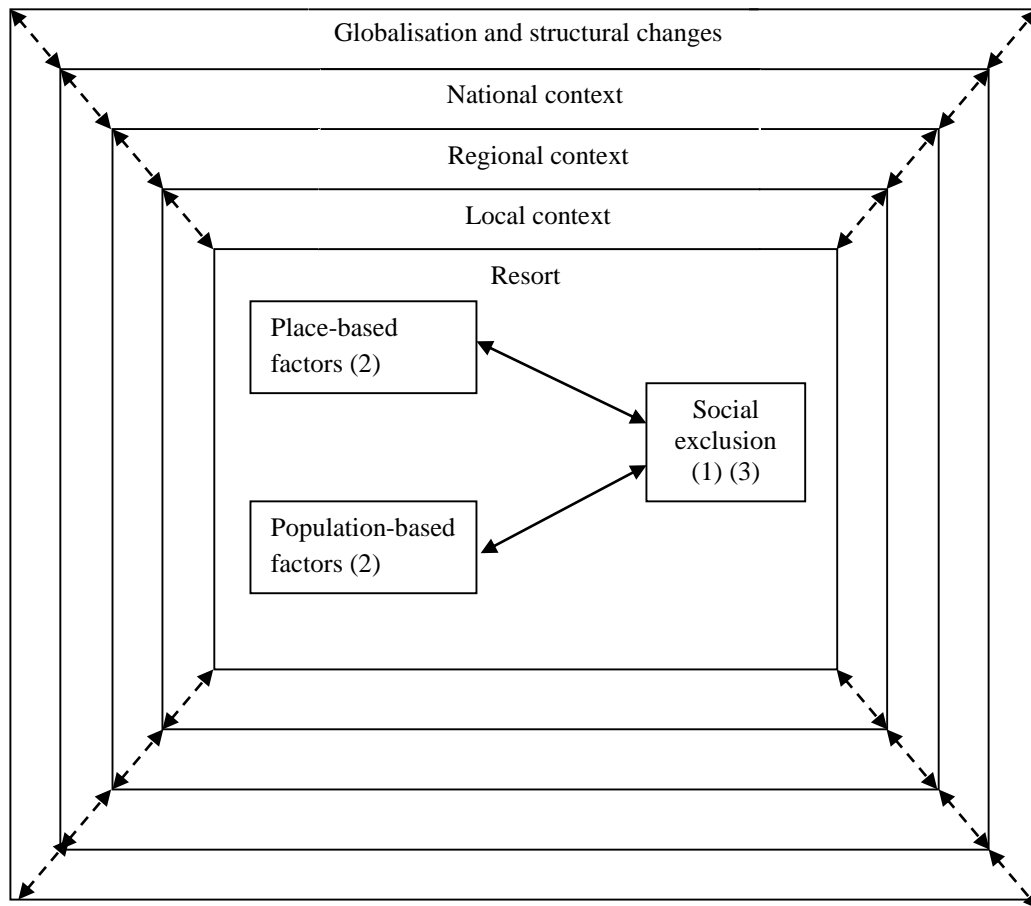 Globalisation and structural changes
National context
Regional context
Local context
Resort
Place-based
factors (2)
Social
exclusion
(1) (3)
Population-based
factors (2)